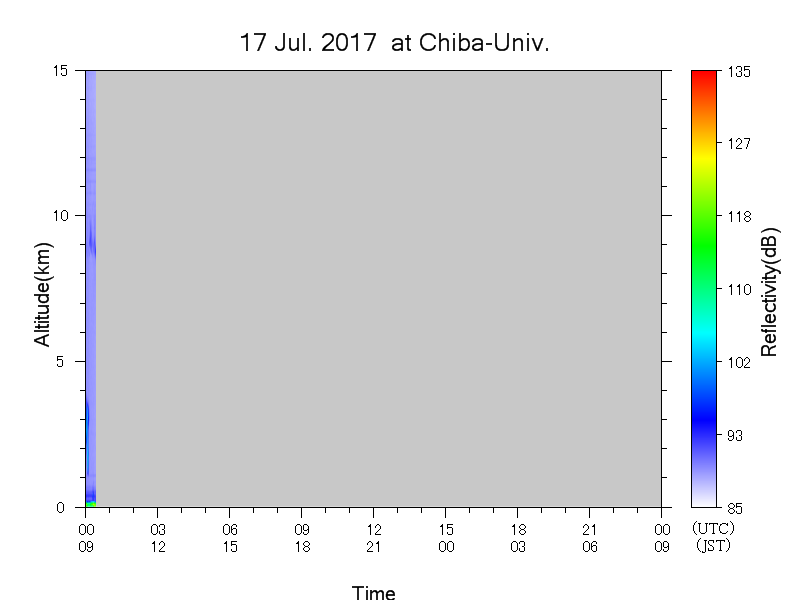 17 Jul. 2017  at Chiba-Univ.
15
10
5
0
Altitude(km)
00 03 06 09 12 15 18 21 00 (UTC)
09 12 15 18 21 00 03 06 09 (JST)
Time
135
127
118
110
102
93
85
Reflectivity(dB)